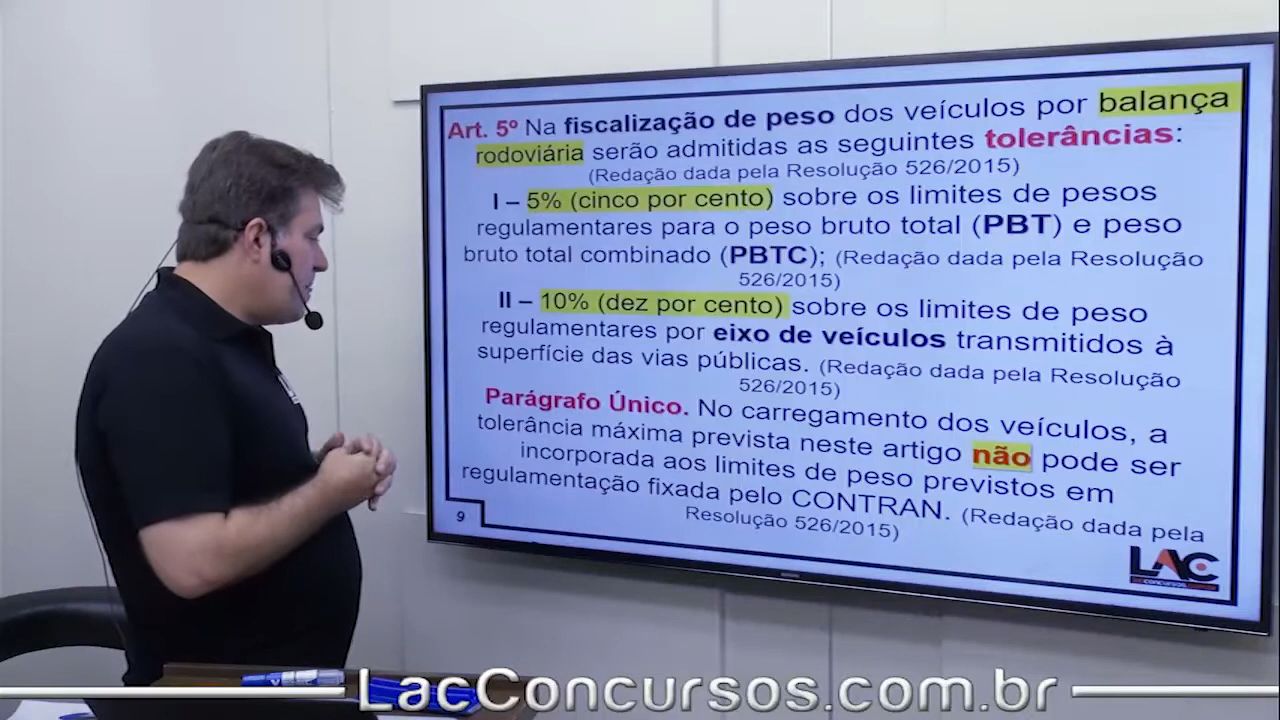 Art. 5º Na fiscalização de peso dos veículos por balança
rodoviária serão admitidas as seguintes tolerâncias:
(Redação dada pela Resolução 526/2015)
I – 5% (cinco por cento) sobre os limites de pesos
regulamentares para o peso bruto total (PBT) e peso
bruto total combinado (PBTC); (Redação dada pela Resolução
526/2015)
II – 10% (dez por cento) sobre os limites de peso
regulamentares por eixo de veículos transmitidos à
superfície das vias públicas. (Redação dada pela Resolução
526/2015)
Parágrafo Único. No carregamento dos veículos, a
tolerância máxima prevista neste artigo não pode ser
incorporada aos limites de peso previstos em
regulamentação fixada pelo CONTRAN. (Redação dada pela
Resolução 526/2015)
9
LAC
LacConcursos.com.br